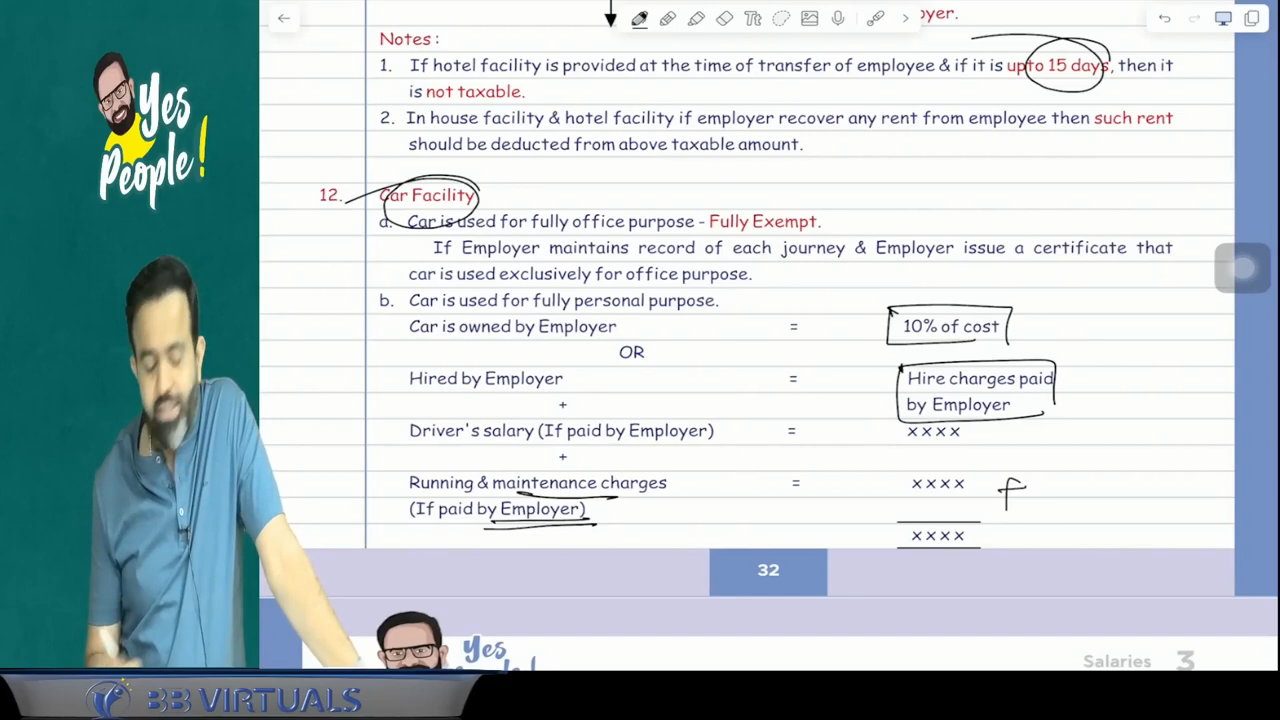 oyer.
Notes :
1. If hotel facility is provided at the time of transfer of employee & if it is upto 15 days, then it
is not taxable.
2. In house facility & hotel facility if employer recover any rent from employee then such rent
should be deducted from above taxable amount.
12. Car Facility
a. Car is used for fully office purpose - Fully Exempt.
If Employer maintains record of each journey & Employer issue a certificate that
car is used exclusively for office purpose.
b. Car is used for fully personal purpose.
Car is owned by Employer = 10% of cost
OR
Hired by Employer = Hire charges paid
by Employer
+
Driver's salary (If paid by Employer) = xxxx
+
Running & maintenance charges = xxxx
(If paid by Employer)
xxxx
f
32
Yes
People!
Yes
Salaries 3
BB VIRTUALS